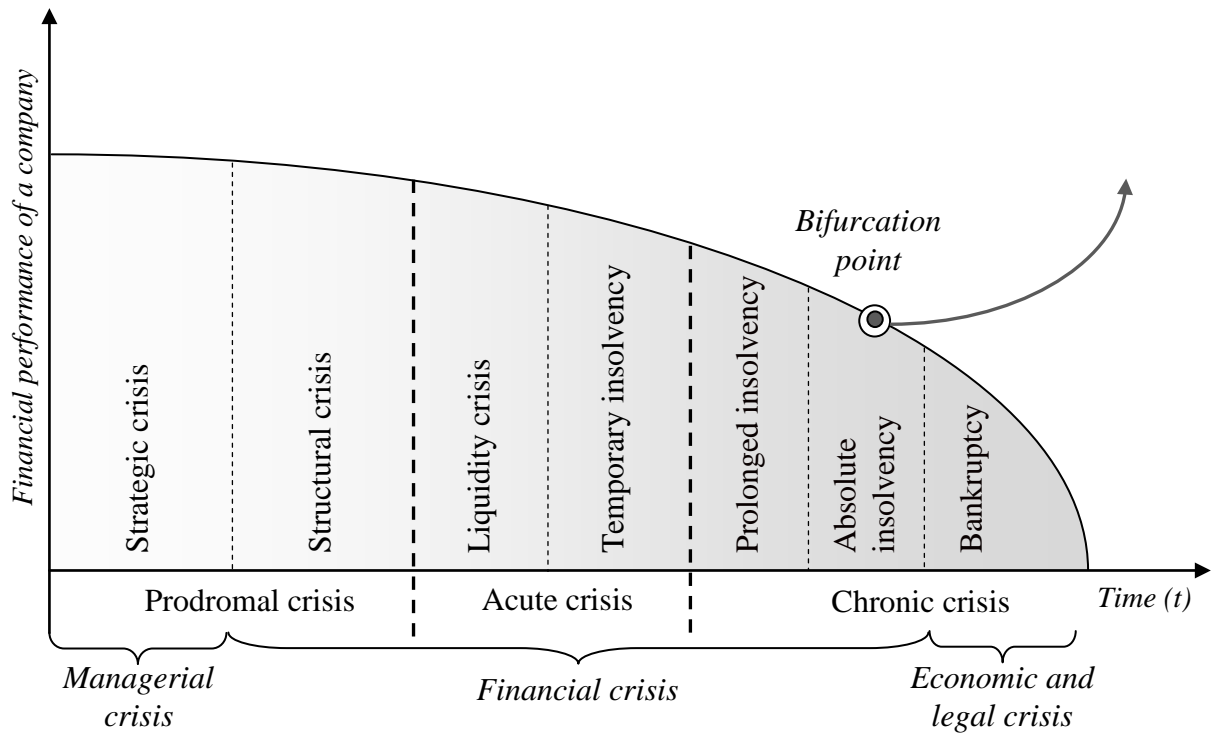 Financial performance of a company
Bifurcation
point
Strategic crisis
Structural crisis
Liquidity crisis
Temporary insolvency
Prolonged insolvency
Absolute
insolvency
Bankruptcy
Prodromal crisis
Acute crisis
Chronic crisis
Time (t)
Managerial
crisis
Financial crisis
Economic and
legal crisis